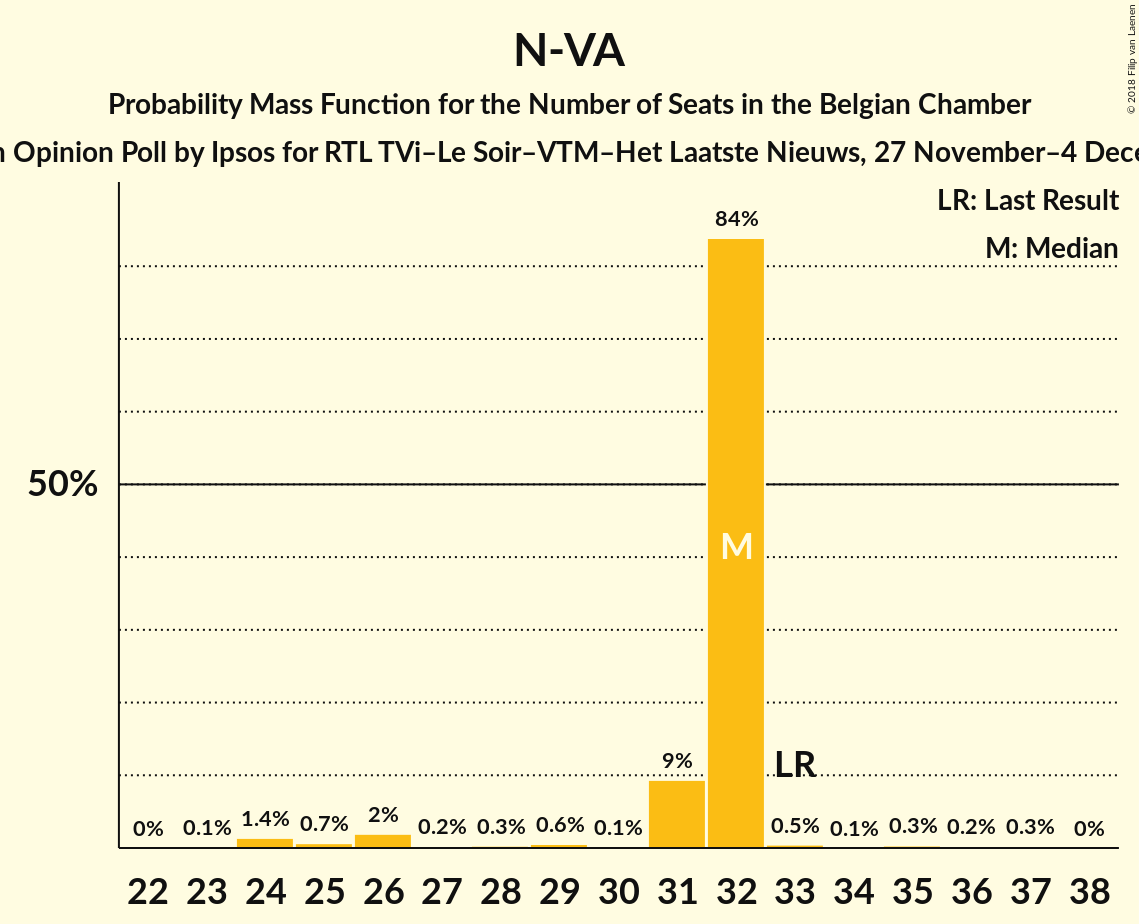 N-VA
Probability Mass Function for the Number of Seats in the Belgian Chamber
Opinion Poll by Ipsos for RTL TVi–Le Soir–VTM–Het Laatste Nieuws, 27 November–4
© 2018 Filip van Laenen
LR: Last Result
M: Median
84%
50%
M
9%
LR
0%
0.1%
1.4%
0.7%
2%
0.2%
0.3%
0.6%
0.1%
0.5%
0.1%
0.3%
0.2%
0.3%
0%
22 23 24 25 26 27 28 29 30 31 32 33 34 35 36 37 38